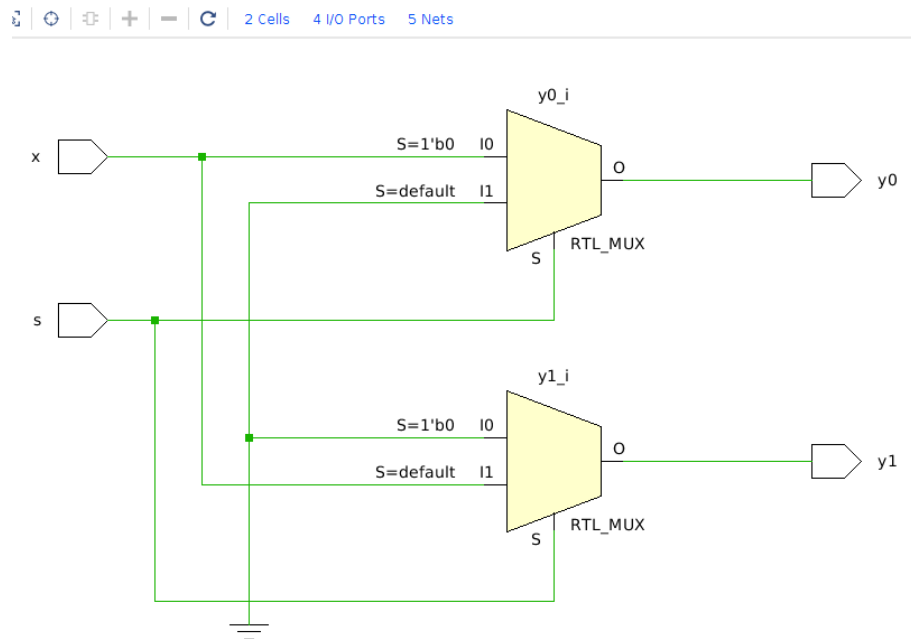 2 Cells 4 I/O Ports 5 Nets
y0_i
x S=1'b0 I0
O
S=default I1 y0
S RTL_MUX
s
y1_i
S=1'b0 I0
O
S=default I1 y1
S RTL_MUX